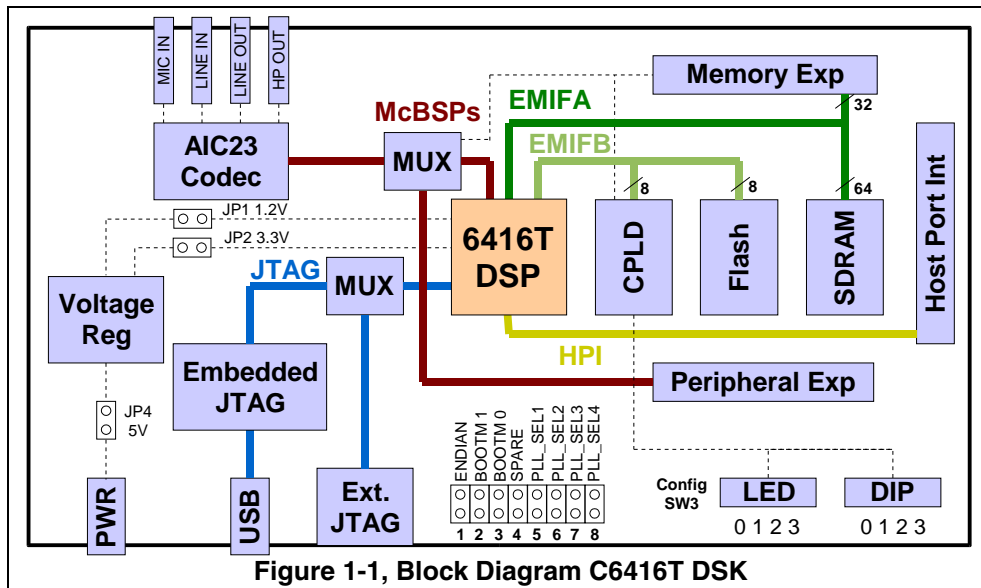 MIC IN
LINE IN
LINE OUT
HP OUT
Memory Exp
32
McBSPs
EMIFA
EMIFB
AIC23
Codec
MUX
8
8
64
JP1 1.2V
JP2 3.3V
6416T
DSP
CPLD
Flash
SDRAM
Host Port Int
JTAG
MUX
Voltage
Reg
HPI
Embedded
JTAG
Peripheral Exp
JP4
5V
ENDIAN
BOOTM 1
BOOTM 0
SPARE
PLL_SEL1
PLL_SEL2
PLL_SEL3
PLL_SEL4
PWR
USB
Ext.
JTAG
1 2 3 4 5 6 7 8
Config
SW3
LED
DIP
0 1 2 3
0 1 2 3
Figure 1-1, Block Diagram C6416T DSK